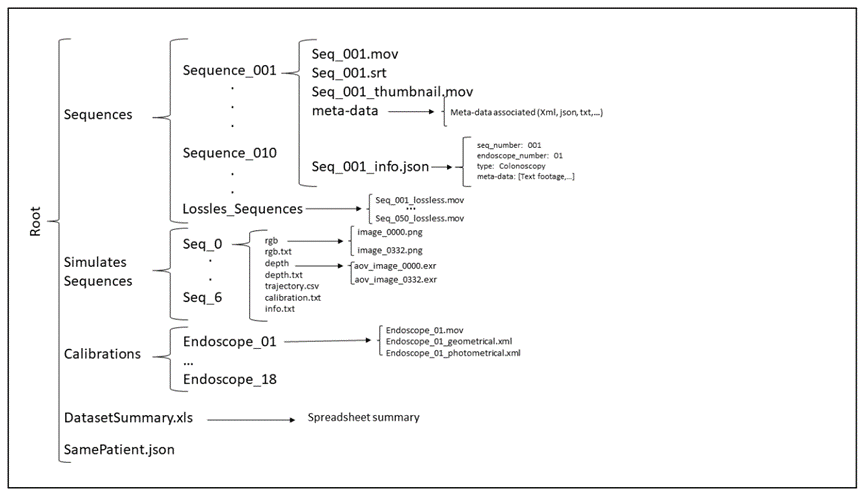 Root
Sequences
Sequence_001
Seq_001.mov
Seq_001.srt
Seq_001_thumbnail.mov
meta-data
Meta-data associated (Xml, json, txt,...)
Seq_001_info.json
seq_number: 001
endoscope_number: 01
type: Colonoscopy
meta-data: [Text footage,...]
Sequence_010
Lossles_Sequences
Seq_001_lossless.mov
...
Seq_050_lossless.mov
Simulates
Sequences
Seq_0
rgb
image_0000.png
image_0332.png
rgb.txt
depth
aov_image_0000.exr
aov_image_0332.exr
depth.txt
trajectory.csv
calibration.txt
info.txt
Seq_6
Calibrations
Endoscope_01
Endoscope_01.mov
Endoscope_01_geometrical.xml
Endoscope_01_photometrical.xml
...
Endoscope_18
DatasetSummary.xls
Spreadsheet summary
SamePatient.json